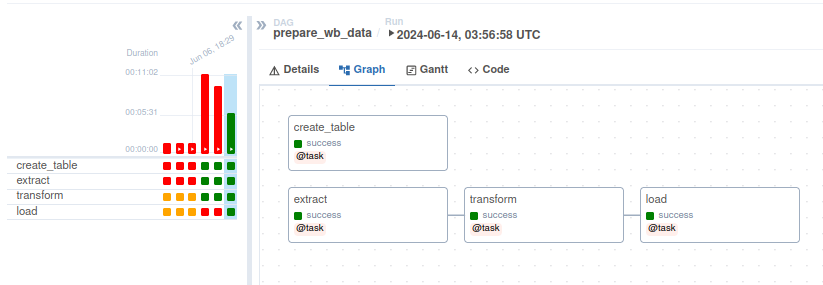 DAG
prepare_wb_data / Run
2024-06-14, 03:56:58 UTC
Details Graph Gantt Code
Jun 06, 18:29
Duration
00:11:02
00:05:31
00:00:00
create_table
extract
transform
load
create_table
success
@task
extract
success
@task
transform
success
@task
load
success
@task